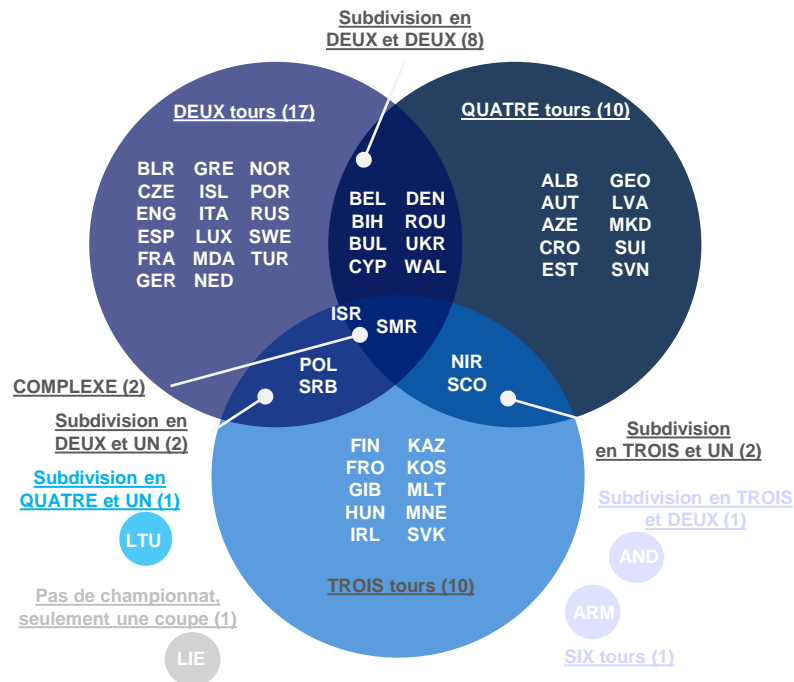 Subdivision en
DEUX et DEUX (8)
DEUX tours (17)
QUATRE tours (10)
BLR GRE NOR
CZE ISL POR
ENG ITA RUS
ESP LUX SWE
FRA MDA TUR
GER NED
BEL DEN
BIH ROU
BUL UKR
CYP WAL
ALB GEO
AUT LVA
AZE MKD
CRO SUI
EST SVN
ISR
SMR
POL
SRB
NIR
SCO
COMPLEXE (2)
Subdivision en
DEUX et UN (2)
Subdivision
en TROIS et UN (2)
FIN KAZ
FRO KOS
GIB MLT
HUN MNE
IRL SVK
TROIS tours (10)
Subdivision en
QUATRE et UN (1)
LTU
Subdivision en TROIS
et DEUX (1)
AND
Pas de championnat,
seulement une coupe (1)
LIE
ARM
SIX tours (1)